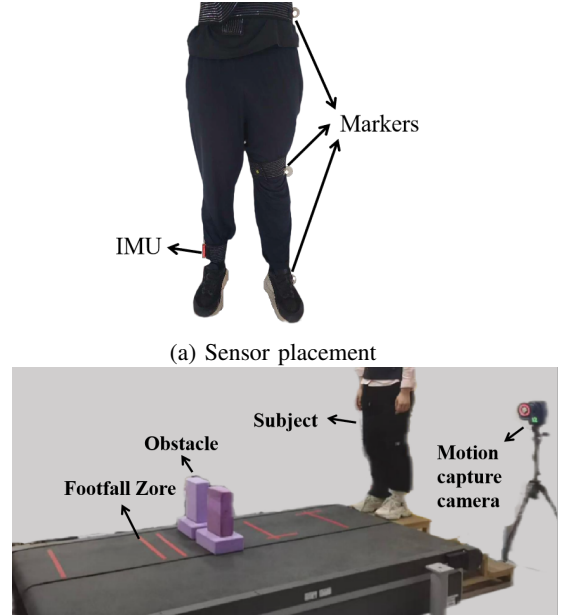 Markers
IMU
(a) Sensor placement
Subject
Obstacle
Motion
capture
camera
Footfall Zore